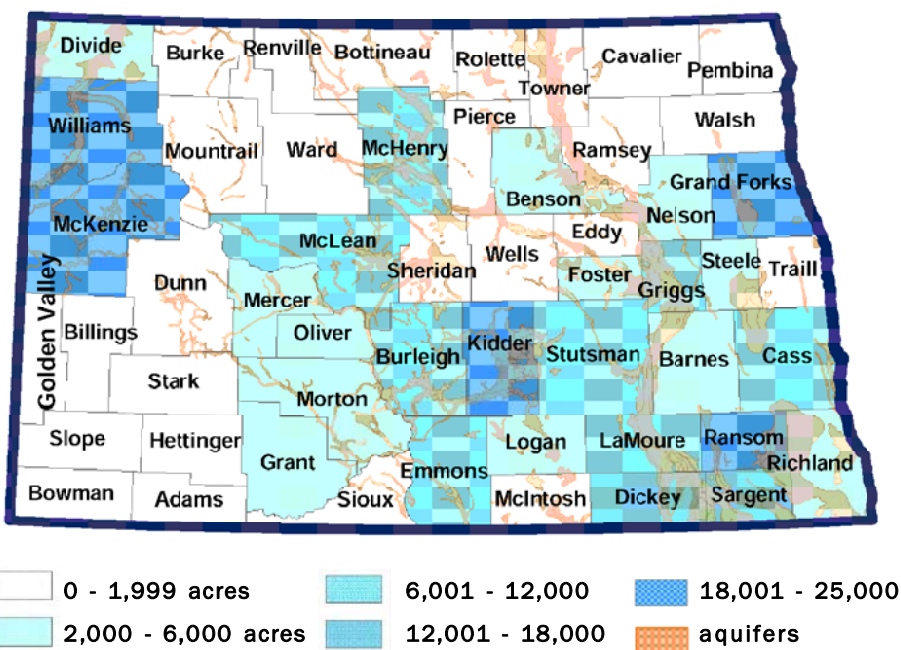 Divide
Burke
Renville
Bottineau
Rolette
Towner
Cavalier
Pembina
Williams
Mountrail
Ward
McHenry
Pierce
Ramsey
Walsh
Benson
Grand Forks
Nelson
McKenzie
McLean
Sheridan
Wells
Eddy
Foster
Griggs
Steele
Traill
Golden Valley
Dunn
Mercer
Billings
Oliver
Burleigh
Kidder
Stutsman
Barnes
Cass
Stark
Morton
Slope
Hettinger
Grant
Emmons
Logan
LaMoure
Ransom
Richland
Bowman
Adams
Sioux
McIntosh
Dickey
Sargent
0 - 1,999 acres
6,001 - 12,000
18,001 - 25,000
2,000 - 6,000 acres
12,001 - 18,000
aquifers